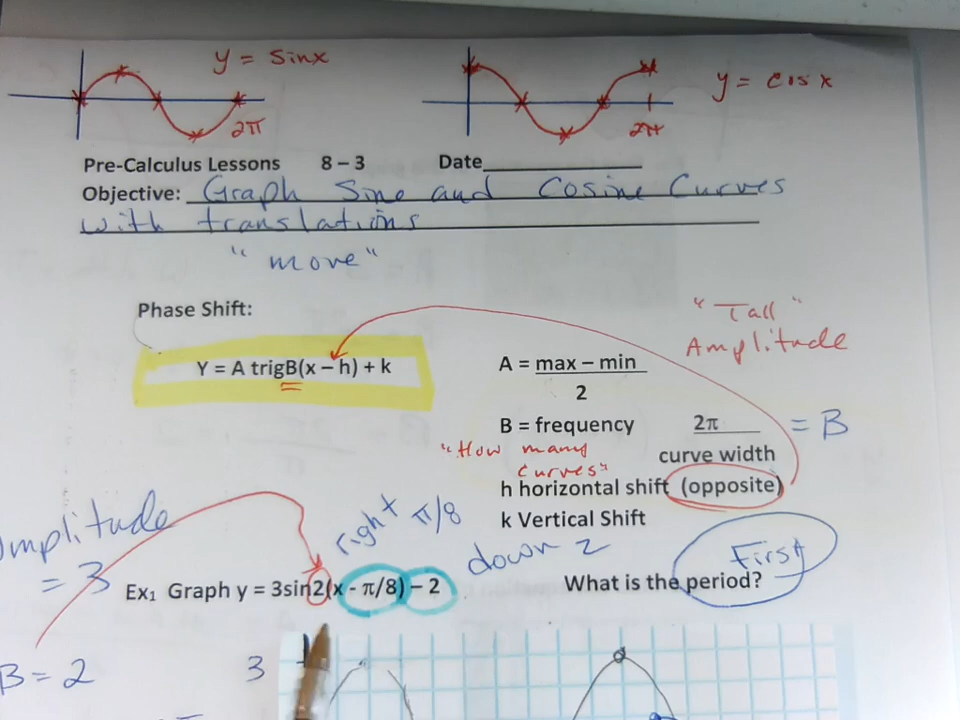 y = sinx
y = cos x
2π
2π
Pre-Calculus Lessons 8 – 3 Date
Objective: Graph Sine and Cosine Curves
with translations
"move"
Phase Shift:
"Tall"
Amplitude
Y = A trigB(x – h) + k
A = max – min
2
B = frequency 2π = B
"How many curve width
curves"
h horizontal shift (opposite)
k Vertical Shift
Amplitude
= 3
right π/8
down 2
First
Ex1 Graph y = 3sin2(x - π/8) – 2 What is the period?
B = 2
3